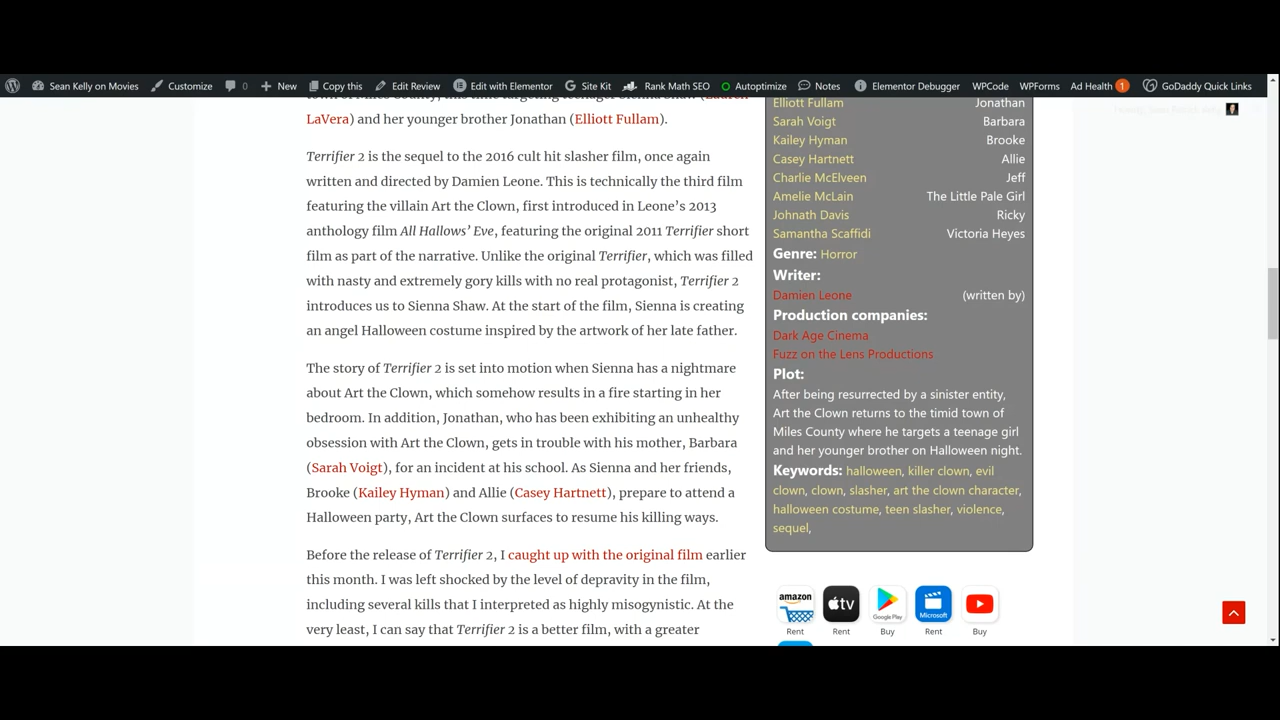 Sean Kelly on Movies Customize 0 New Copy this Edit Review Edit with Elementor Site Kit Rank Math SEO Autoptimize Notes Elementor Debugger WPCode WPForms Ad Health 1 GoDaddy Quick Links
town of Miles County, this time targeting teenager Sienna Shaw (Lauren
LaVera) and her younger brother Jonathan (Elliott Fullam).
Terrifier 2 is the sequel to the 2016 cult hit slasher film, once again
written and directed by Damien Leone. This is technically the third film
featuring the villain Art the Clown, first introduced in Leone's 2013
anthology film All Hallows' Eve, featuring the original 2011 Terrifier short
film as part of the narrative. Unlike the original Terrifier, which was filled
with nasty and extremely gory kills with no real protagonist, Terrifier 2
introduces us to Sienna Shaw. At the start of the film, Sienna is creating
an angel Halloween costume inspired by the artwork of her late father.
The story of Terrifier 2 is set into motion when Sienna has a nightmare
about Art the Clown, which somehow results in a fire starting in her
bedroom. In addition, Jonathan, who has been exhibiting an unhealthy
obsession with Art the Clown, gets in trouble with his mother, Barbara
(Sarah Voigt), for an incident at his school. As Sienna and her friends,
Brooke (Kailey Hyman) and Allie (Casey Hartnett), prepare to attend a
Halloween party, Art the Clown surfaces to resume his killing ways.
Before the release of Terrifier 2, I caught up with the original film earlier
this month. I was left shocked by the level of depravity in the film,
including several kills that I interpreted as highly misogynistic. At the
very least, I can say that Terrifier 2 is a better film, with a greater
Elliott Fullam Jonathan
Sarah Voigt Barbara
Kailey Hyman Brooke
Casey Hartnett Allie
Charlie McElveen Jeff
Amelie McLain The Little Pale Girl
Johnath Davis Ricky
Samantha Scaffidi Victoria Heyes
Genre: Horror
Writer:
Damien Leone (written by)
Production companies:
Dark Age Cinema
Fuzz on the Lens Productions
Plot:
After being resurrected by a sinister entity,
Art the Clown returns to the timid town of
Miles County where he targets a teenage girl
and her younger brother on Halloween night.
Keywords: halloween, killer clown, evil
clown, clown, slasher, art the clown character,
halloween costume, teen slasher, violence,
sequel,
amazon tv Google Play Microsoft
Rent Rent Buy Rent Buy